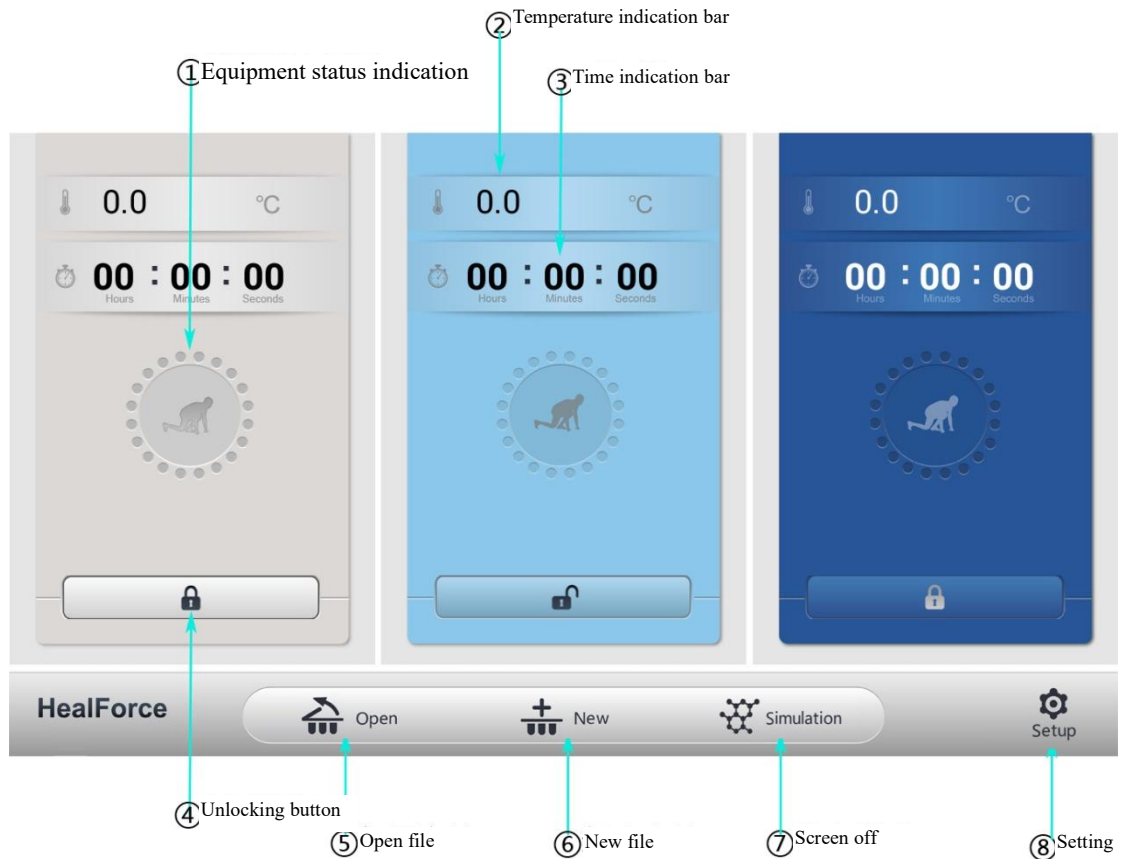 ②Temperature indication bar
①Equipment status indication
③Time indication bar
0.0 °C
00 : 00 : 00
Hours Minutes Seconds
0.0 °C
00 : 00 : 00
Hours Minutes Seconds
0.0 °C
00 : 00 : 00
Hours Minutes Seconds
HealForce
Open
New
Simulation
Setup
④Unlocking button
⑤Open file
⑥New file
⑦Screen off
⑧Setting